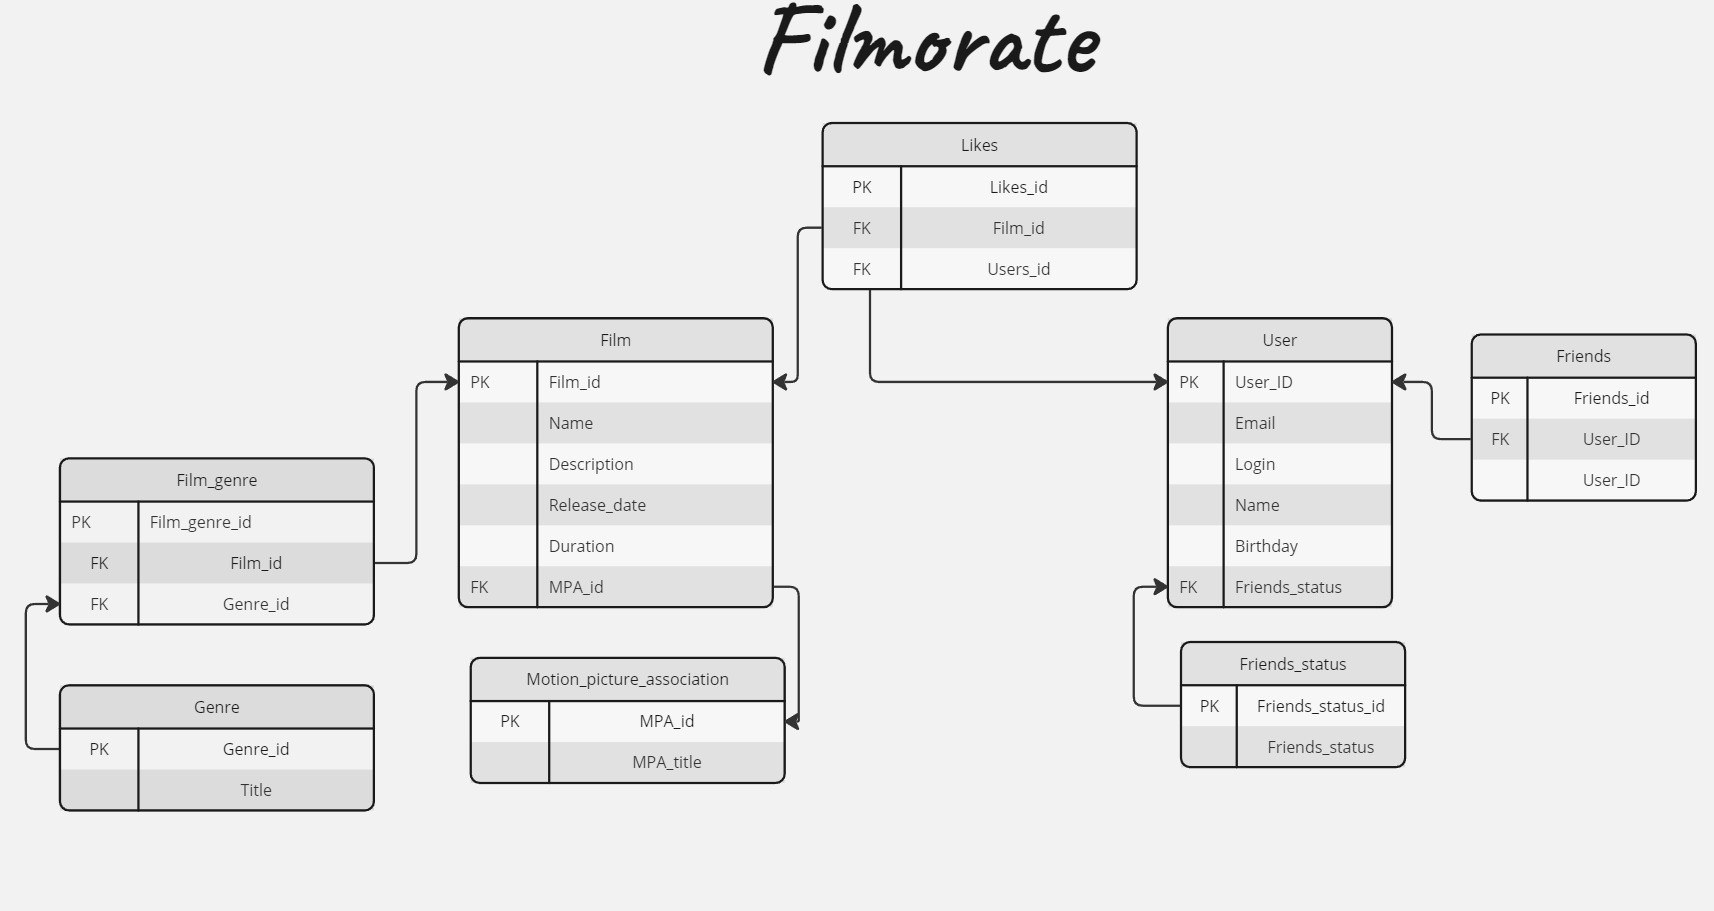 Filmorate
Likes
PK Likes_id
FK Film_id
FK Users_id
Film
PK Film_id
Name
Description
Release_date
Duration
FK MPA_id
User
PK User_ID
Email
Login
Name
Birthday
FK Friends_status
Friends
PK Friends_id
FK User_ID
User_ID
Film_genre
PK Film_genre_id
FK Film_id
FK Genre_id
Genre
PK Genre_id
Title
Motion_picture_association
PK MPA_id
MPA_title
Friends_status
PK Friends_status_id
Friends_status